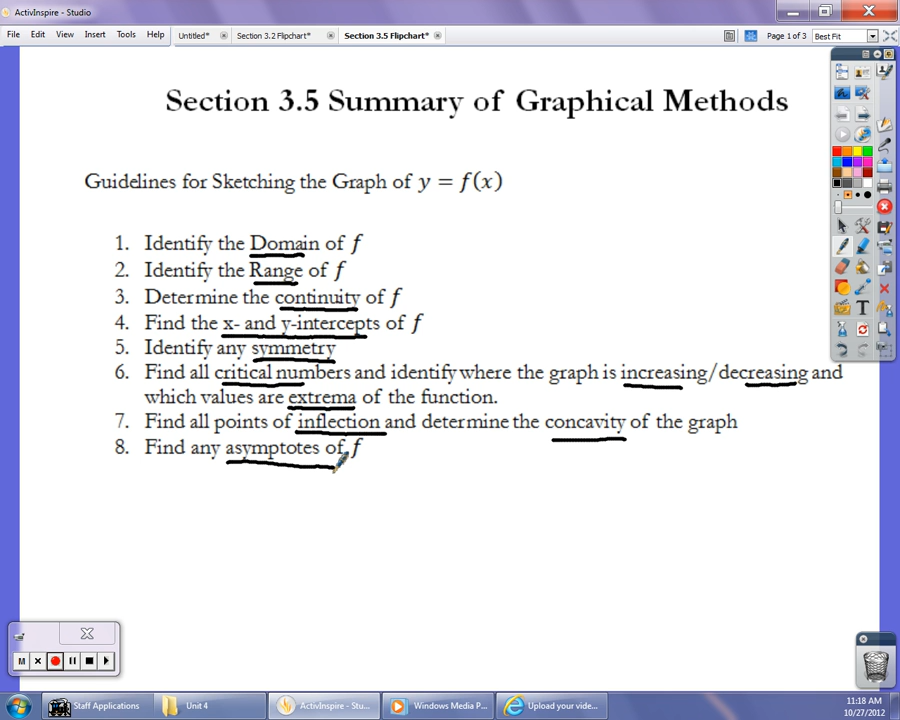 ActivInspire - Studio
File Edit View Insert Tools Help Untitled* Section 3.2 Flipchart* Section 3.5 Flipchart* Page 1 of 3 Best Fit
Section 3.5 Summary of Graphical Methods
Guidelines for Sketching the Graph of y = f(x)
1. Identify the Domain of f
2. Identify the Range of f
3. Determine the continuity of f
4. Find the x- and y-intercepts of f
5. Identify any symmetry
6. Find all critical numbers and identify where the graph is increasing/decreasing and
which values are extrema of the function.
7. Find all points of inflection and determine the concavity of the graph
8. Find any asymptotes of f
M
Staff Applications Unit 4 ActivInspire - Stu... Windows Media P... Upload your vide... 11:18 AM
10/27/2012